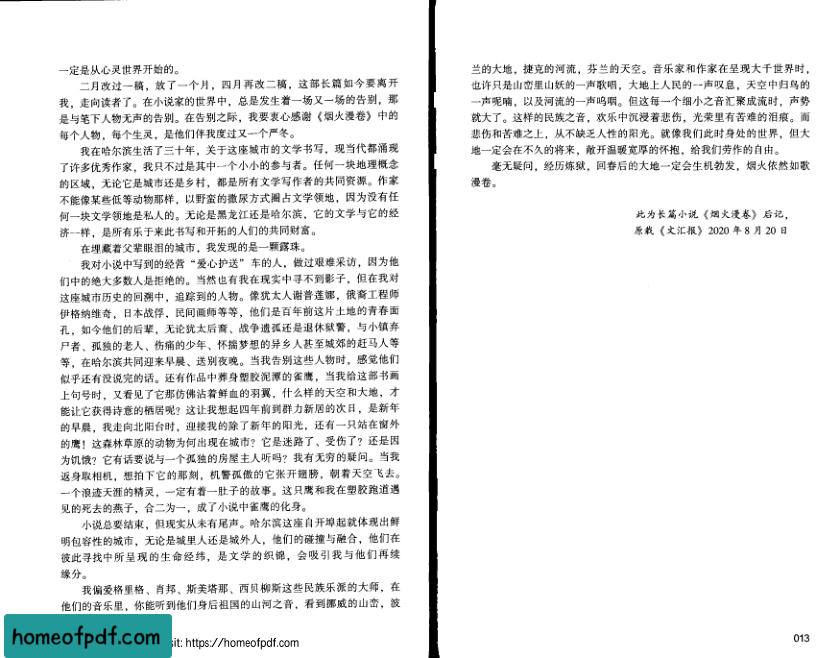 一定是从心灵世界开始的。
二月改过一稿，放了一个月，四月再改二稿，这部长篇如今要离开
我，走向读者了。在小说家的世界中，总是发生着一场又一场的告别，那
是与笔下人物无声的告别。在告别之际，我要衷心感谢《烟火漫卷》中的
每个人物，每个生灵，是他们伴我度过又一个严冬。
我在哈尔滨生活了三十年，关于这座城市的文学书写，现当代都涌现
了许多优秀作家，我只不过是其中一个小小的参与者。任何一块地理概念
的区域，无论它是城市还是乡村，都是所有文学写作者的共同资源。作家
不能像某些低等动物那样，以野蛮的撒尿方式圈占文学领地，因为没有任
何一块文学领地是私人的。无论是黑龙江还是哈尔滨，它的文学与它的经
济一样，是所有乐于来此书写和开拓的人们的共同财富。
在埋藏着父辈眼泪的城市，我发现的是一颗露珠。
我对小说中写到的经营“爱心护送”车的人，做过艰难采访，因为他
们中的绝大多数人是拒绝的。当然也有我在现实中寻不到影子，但在我对
这座城市历史的回溯中，追踪到的人物。像犹太人谢普莲娜，俄裔工程师
伊格纳维奇，日本战俘、民间画师等等，他们是百年前这片土地的青春面
孔，如今他们的后辈，无论犹太后裔、战争遗孤还是退休狱警，与小镇弃
尸者、孤独的老人、伤痛的少年、怀揣梦想的异乡人甚至城郊的赶马人等
等，在哈尔滨共同迎来早晨、送别夜晚。当我告别这些人物时，感觉他们
似乎还有没说完的话。还有作品中葬身塑胶泥潭的雀鹰，当我给这部书画
上句号时，又看见了它那仿佛沾着鲜血的羽翼，什么样的天空和大地，才
能让它获得诗意的栖居呢？这让我想起四年前到群力新居的次日，是新年
的早晨，我走向北阳台时，迎接我的除了新年的阳光，还有一只站在窗外
的鹰！这森林草原的动物为何出现在城市？它是迷路了、受伤了？还是因
为饥饿？它有话要说与一个孤独的房屋主人听吗？我有无穷的疑问。当我
返身取相机，想拍下它的那刻，机警孤傲的它张开翅膀，朝着天空飞去。
一个浪迹天涯的精灵，一定有着一肚子的故事。这只鹰和我在塑胶跑道遇
见的死去的燕子，合二为一，成了小说中雀鹰的化身。
小说总要结束，但现实从未有尾声。哈尔滨这座自开埠起就体现出鲜
明包容性的城市，无论是城里人还是城外人，他们的碰撞与融合，他们在
彼此寻找中所呈现的生命经纬，是文学的织锦，会吸引我与他们再续
缘分。
我偏爱格里格、肖邦、斯美塔那、西贝柳斯这些民族乐派的大师，在
他们的音乐里，你能听到他们身后祖国的山河之音，看到挪威的山峦，波
homeofpdf.com
sit: https://homeofpdf.com
兰的大地，捷克的河流，芬兰的天空。音乐家和作家在呈现大千世界时，
也许只是山峦里山妖的一声歌唱，大地上人民的一声叹息，天空中归鸟的
一声呢喃，以及河流的一声呜咽。但这每一个细小之音汇聚成流时，声势
就大了。这样的民族之音，欢乐中沉浸着悲伤，光荣里有苦难的泪痕。而
悲伤和苦难之上，从不缺乏人性的阳光。就像我们此时身处的世界，但大
地一定会在不久的将来，敞开温暖宽厚的怀抱，给我们劳作的自由。
毫无疑问，经历炼狱，回春后的大地一定会生机勃发，烟火依然如歌
漫卷。
此为长篇小说《烟火漫卷》后记，
原载《文汇报》2020年8月20日
013